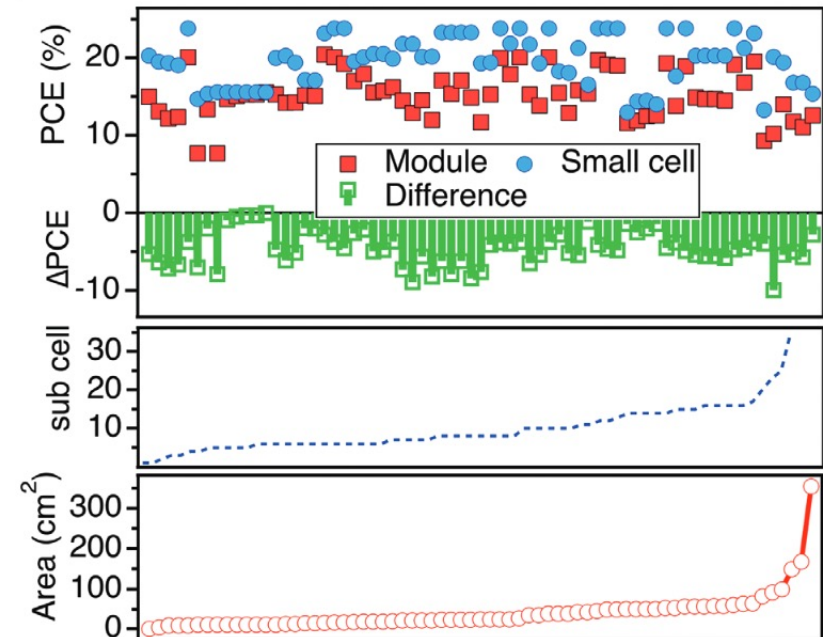 PCE (%)
20
10
Module
Small cell
Difference
0
ΔPCE
-10
sub cell
30
20
10
Area (cm²)
300
200
100
0